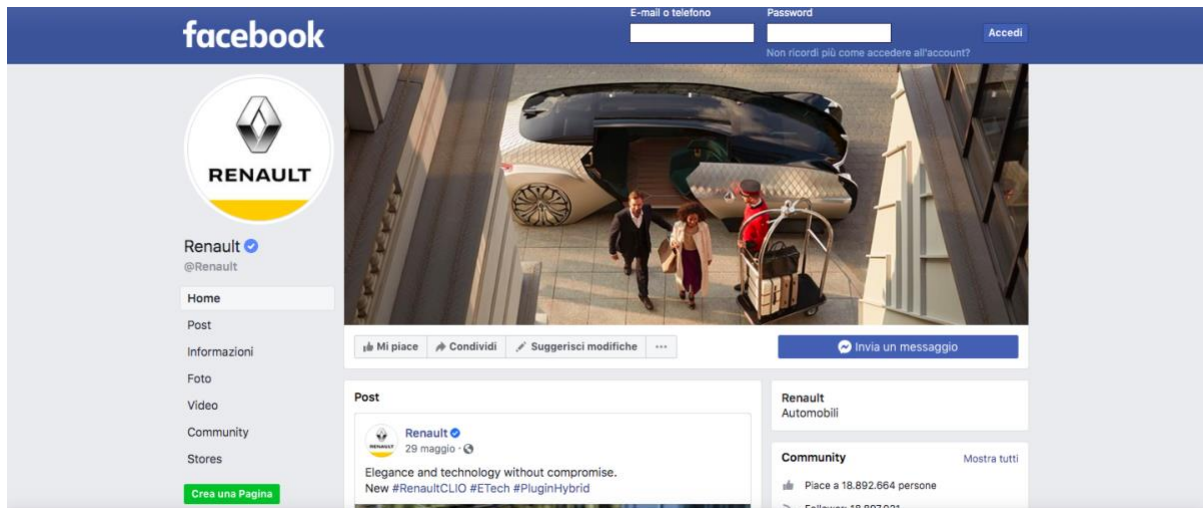 facebook
E-mail o telefono
Password
Accedi
Non ricordi più come accedere all'account?
RENAULT
Renault
@Renault
Home
Post
Informazioni
Foto
Video
Community
Stores
Crea una Pagina
Mi piace
Condividi
Suggerisci modifiche
Invia un messaggio
Post
RENAULT
Renault
29 maggio
Elegance and technology without compromise.
New #RenaultCLIO #ETech #PluginHybrid
Renault
Automobili
Community
Mostra tutti
Piace a 18.892.664 persone